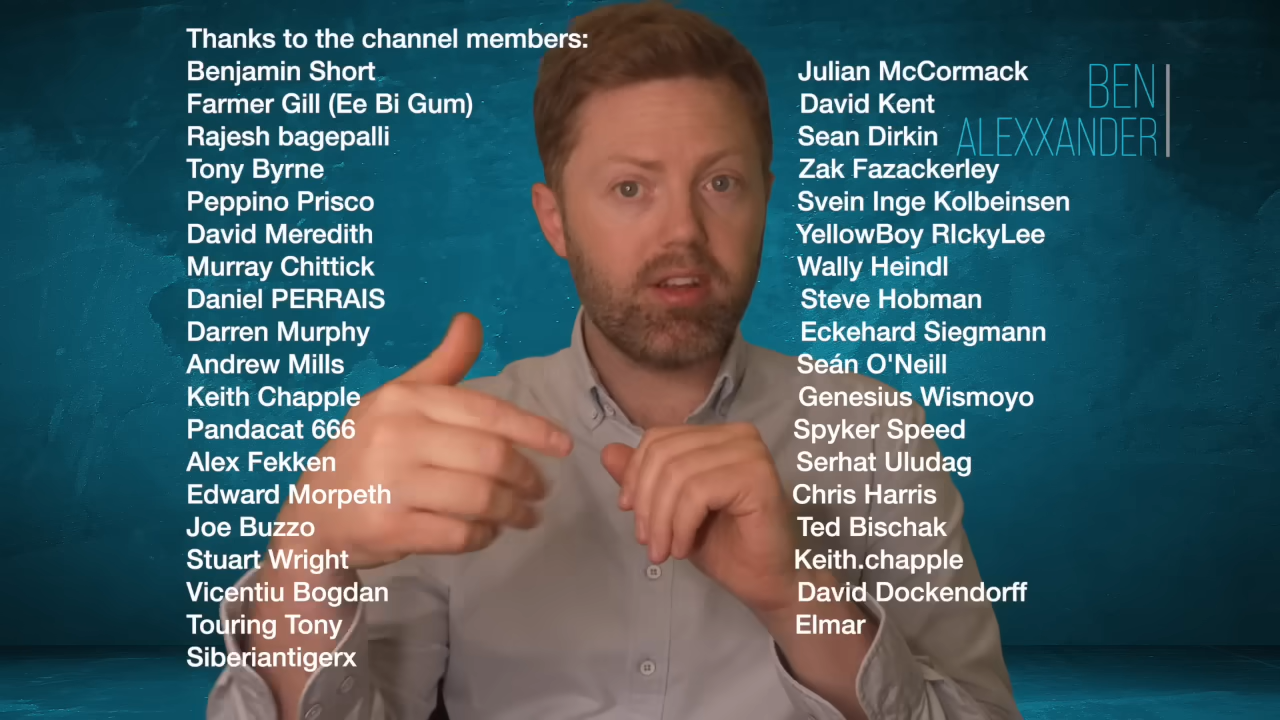 Thanks to the channel members:
Benjamin Short
Farmer Gill (Ee Bi Gum)
Rajesh bagepalli
Tony Byrne
Peppino Prisco
David Meredith
Murray Chittick
Daniel PERRAIS
Darren Murphy
Andrew Mills
Keith Chapple
Pandacat 666
Alex Fekken
Edward Morpeth
Joe Buzzo
Stuart Wright
Vicentiu Bogdan
Touring Tony
Siberiantigerx
Julian McCormack
David Kent
Sean Dirkin
Zak Fazackerley
Svein Inge Kolbeinsen
YellowBoy RIckyLee
Wally Heindl
Steve Hobman
Eckehard Siegmann
Seán O'Neill
Genesius Wismoyo
Spyker Speed
Serhat Uludag
Chris Harris
Ted Bischak
Keith.chapple
David Dockendorff
Elmar
BEN
ALEXXANDER